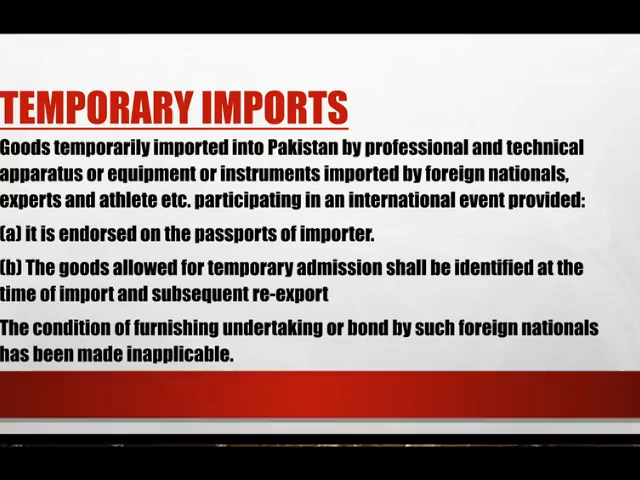 TEMPORARY IMPORTS
Goods temporarily imported into Pakistan by professional and technical
apparatus or equipment or instruments imported by foreign nationals,
experts and athlete etc. participating in an international event provided:
(a) it is endorsed on the passports of importer.
(b) The goods allowed for temporary admission shall be identified at the
time of import and subsequent re-export
The condition of furnishing undertaking or bond by such foreign nationals
has been made inapplicable.